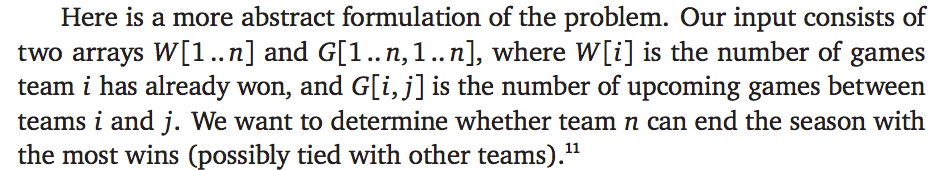 Here is a more abstract formulation of the problem. Our input consists of
two arrays W[1..n] and G[1..n,1..n], where W[i] is the number of games
team i has already won, and G[i, j] is the number of upcoming games between
teams i and j. We want to determine whether team n can end the season with
the most wins (possibly tied with other teams).¹¹